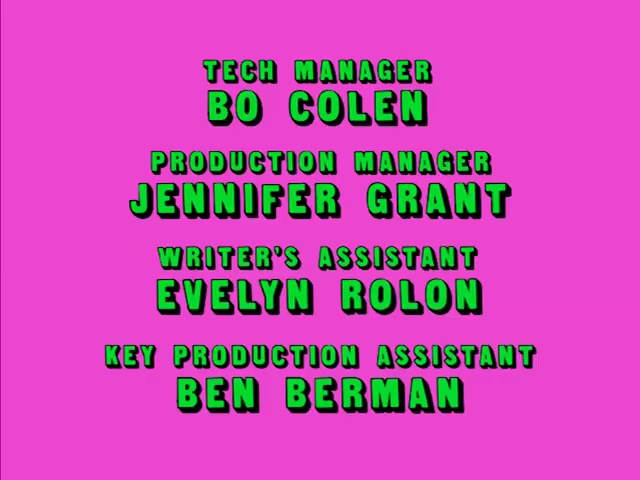 TECH MANAGER
BO COLEN
PRODUCTION MANAGER
JENNIFER GRANT
WRITER'S ASSISTANT
EVELYN ROLON
KEY PRODUCTION ASSISTANT
BEN BERMAN